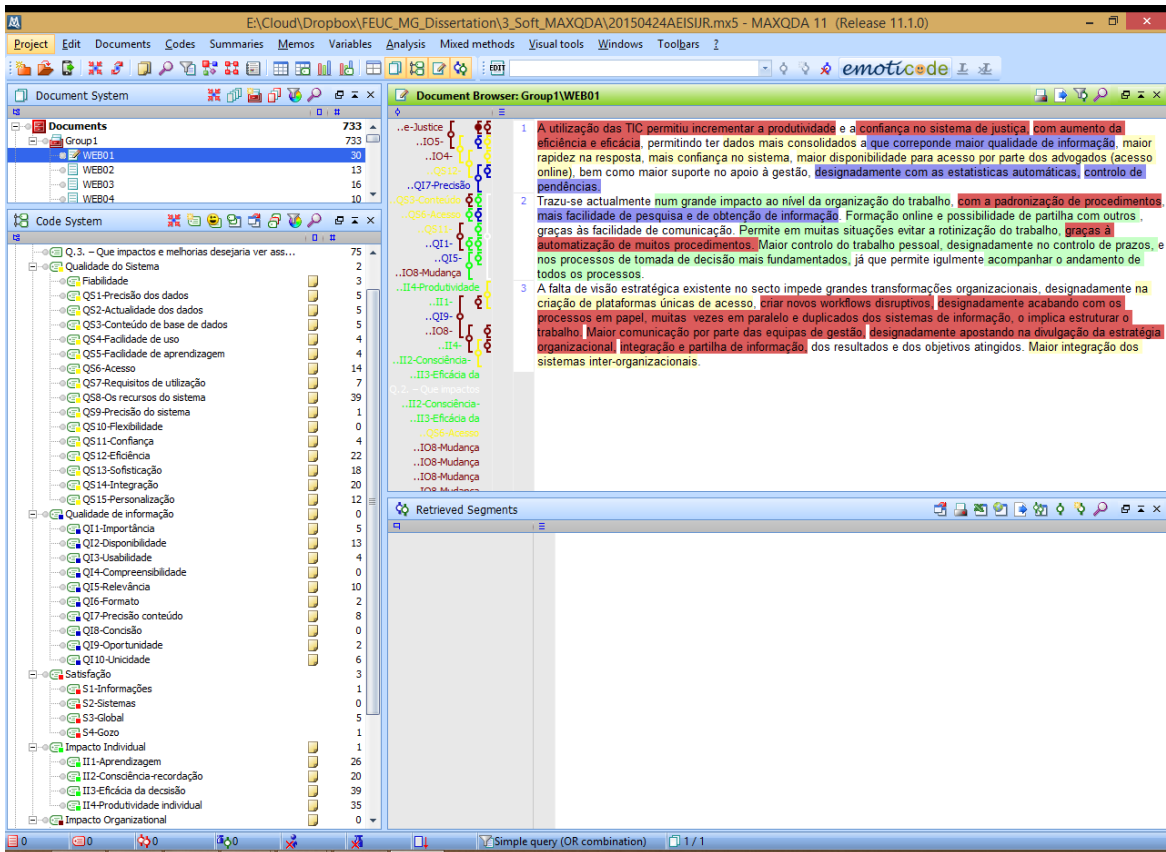 E:\Cloud\Dropbox\FEUC_MG_Dissertation\3_Soft_MAXQDA\20150424AEISIJR.mx5 - MAXQDA 11 (Release 11.1.0)
Project Edit Documents Codes Summaries Memos Variables Analysis Mixed methods Visual tools Windows Toolbars ?
EDIT
emoticode
Document System
Documents 733
Group1 733
WEB01 30
WEB02 13
WEB03 16
WEB04 10
Code System
Q.3. – Que impactos e melhorias desejaria ver ass... 75
Qualidade do Sistema 2
Fiabilidade 3
QS1-Precisão dos dados 5
QS2-Actualidade dos dados 5
QS3-Conteúdo de base de dados 5
QS4-Facilidade de uso 4
QS5-Facilidade de aprendizagem 4
QS6-Acesso 14
QS7-Requisitos de utilização 7
QS8-Os recursos do sistema 39
QS9-Precisão do sistema 1
QS10-Flexibilidade 0
QS11-Confiança 4
QS12-Eficiência 22
QS13-Sofisticação 18
QS14-Integração 20
QS15-Personalização 12
Qualidade de informação 0
QI1-Importância 5
QI2-Disponibilidade 13
QI3-Usabilidade 4
QI4-Compreensibilidade 0
QI5-Relevância 10
QI6-Formato 2
QI7-Precisão conteúdo 8
QI8-Concisão 0
QI9-Oportunidade 2
QI10-Unicidade 6
Satisfação 3
S1-Informações 1
S2-Sistemas 0
S3-Global 5
S4-Gozo 1
Impacto Individual 1
II1-Aprendizagem 26
II2-Consciência-recordação 20
II3-Eficácia da decsisão 39
II4-Produtividade individual 35
Impacto Organizational 0
Document Browser: Group1\WEB01
..e-Justice
..IO5-
..IO4-
..QI7-Precisão
..QI1-
..QI5-
..IO8-Mudança
..II4-Produtividade
..II1-
..QI9-
..IO8-
..II4-
..II2-Consciência-
..II3-Eficácia da
Q.2. – Que impactos
..II2-Consciência-
..II3-Eficácia da
..QS6-Acesso
..IO8-Mudança
..IO8-Mudança
..IO8-Mudança
..IO8-Mudança
1 A utilização das TIC permitiu incrementar a produtividade e a confiança no sistema de justiça, com aumento da
eficiência e eficácia, permitindo ter dados mais consolidados a que correponde maior qualidade de informação, maior
rapidez na resposta, mais confiança no sistema, maior disponibilidade para acesso por parte dos advogados (acesso
online), bem como maior suporte no apoio à gestão, designadamente com as estatisticas automáticas, controlo de
pendências.
2 Trazu-se actualmente num grande impacto ao nível da organização do trabalho, com a padronização de procedimentos,
mais facilidade de pesquisa e de obtenção de informação. Formação online e possibilidade de partilha com outros ,
graças às facilidade de comunicação. Permite em muitas situações evitar a rotinização do trabalho, graças à
automatização de muitos procedimentos. Maior controlo do trabalho pessoal, designadamente no controlo de prazos, e
nos processos de tomada de decisão mais fundamentados, já que permite igulmente acompanhar o andamento de
todos os processos.
3 A falta de visão estratégica existente no secto impede grandes transformações organizacionais, designadamente na
criação de plataformas únicas de acesso, criar novos workflows disruptivos, designadamente acabando com os
processos em papel, muitas vezes em paralelo e duplicados dos sistemas de informação, o implica estruturar o
trabalho. Maior comunicação por parte das equipas de gestão, designadamente apostando na divulgação da estratégia
organizacional, integração e partilha de informação, dos resultados e dos objetivos atingidos. Maior integração dos
sistemas inter-organizacionais.
Retrieved Segments
0 0 0 0 Simple query (OR combination) 1 / 1